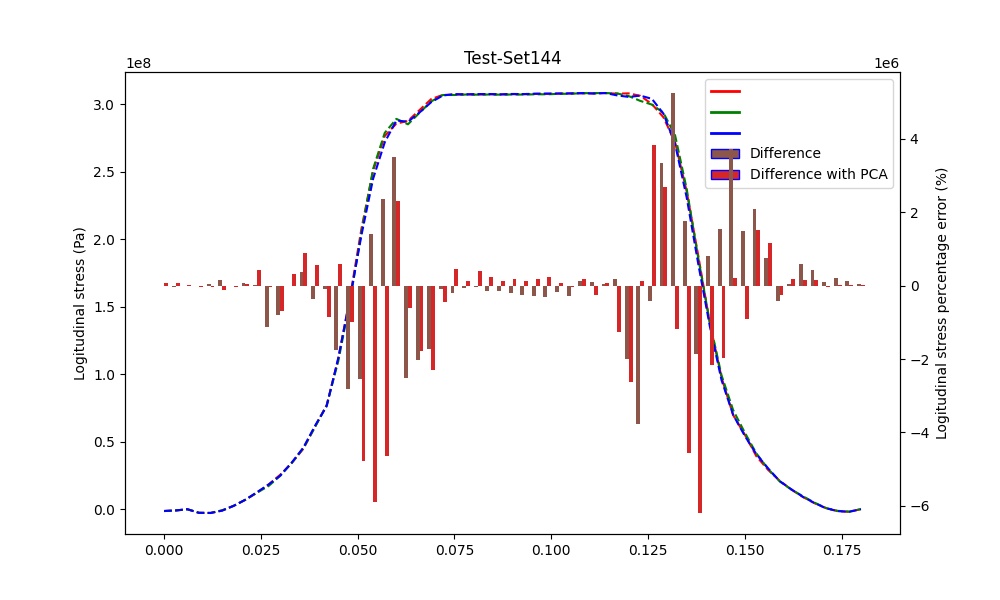 Test-Set144
1e8
1e6
Difference
Difference with PCA
3.0
2.5
2.0
1.5
1.0
0.5
0.0
Logitudinal stress (Pa)
4
2
0
−2
−4
−6
Logitudinal stress percentage error (%)
0.000 0.025 0.050 0.075 0.100 0.125 0.150 0.175